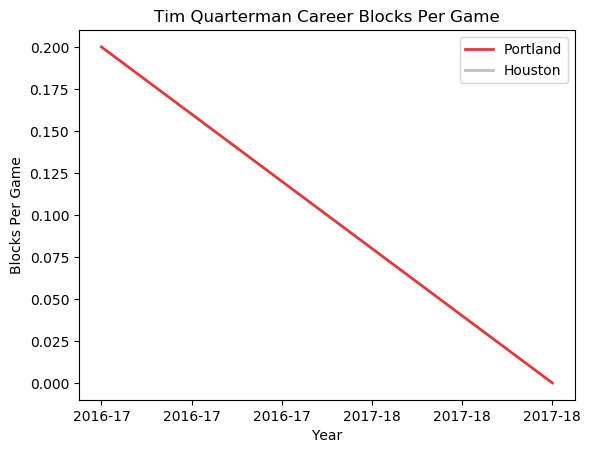 Tim Quarterman Career Blocks Per Game
Portland
Houston
0.200
0.175
0.150
0.125
0.100
0.075
0.050
0.025
0.000
Blocks Per Game
2016-17 2016-17 2016-17 2017-18 2017-18 2017-18
Year